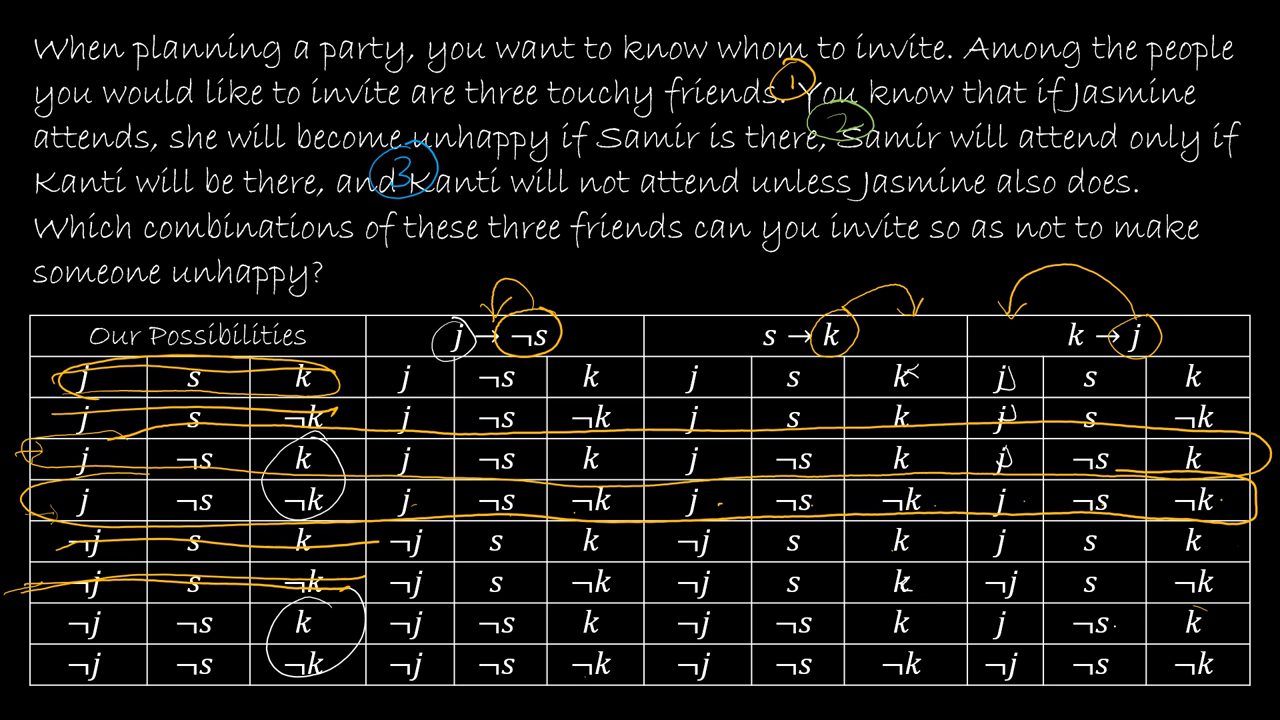 When planning a party, you want to know whom to invite. Among the people
you would like to invite are three touchy friends. You know that if Jasmine
attends, she will become unhappy if Samir is there, Samir will attend only if
Kanti will be there, and Kanti will not attend unless Jasmine also does.
Which combinations of these three friends can you invite so as not to make
someone unhappy?
1
2
3
Our Possibilities j → ¬s s → k k → j
j s k j ¬s k j s k j s k
j s ¬k j ¬s ¬k j s k j s ¬k
j ¬s k j ¬s k j ¬s k j ¬s k
j ¬s ¬k j ¬s ¬k j ¬s ¬k j ¬s ¬k
¬j s k ¬j s k ¬j s k j s k
¬j s ¬k ¬j s ¬k ¬j s k ¬j s ¬k
¬j ¬s k ¬j ¬s k ¬j ¬s k j ¬s k
¬j ¬s ¬k ¬j ¬s ¬k ¬j ¬s ¬k ¬j ¬s ¬k